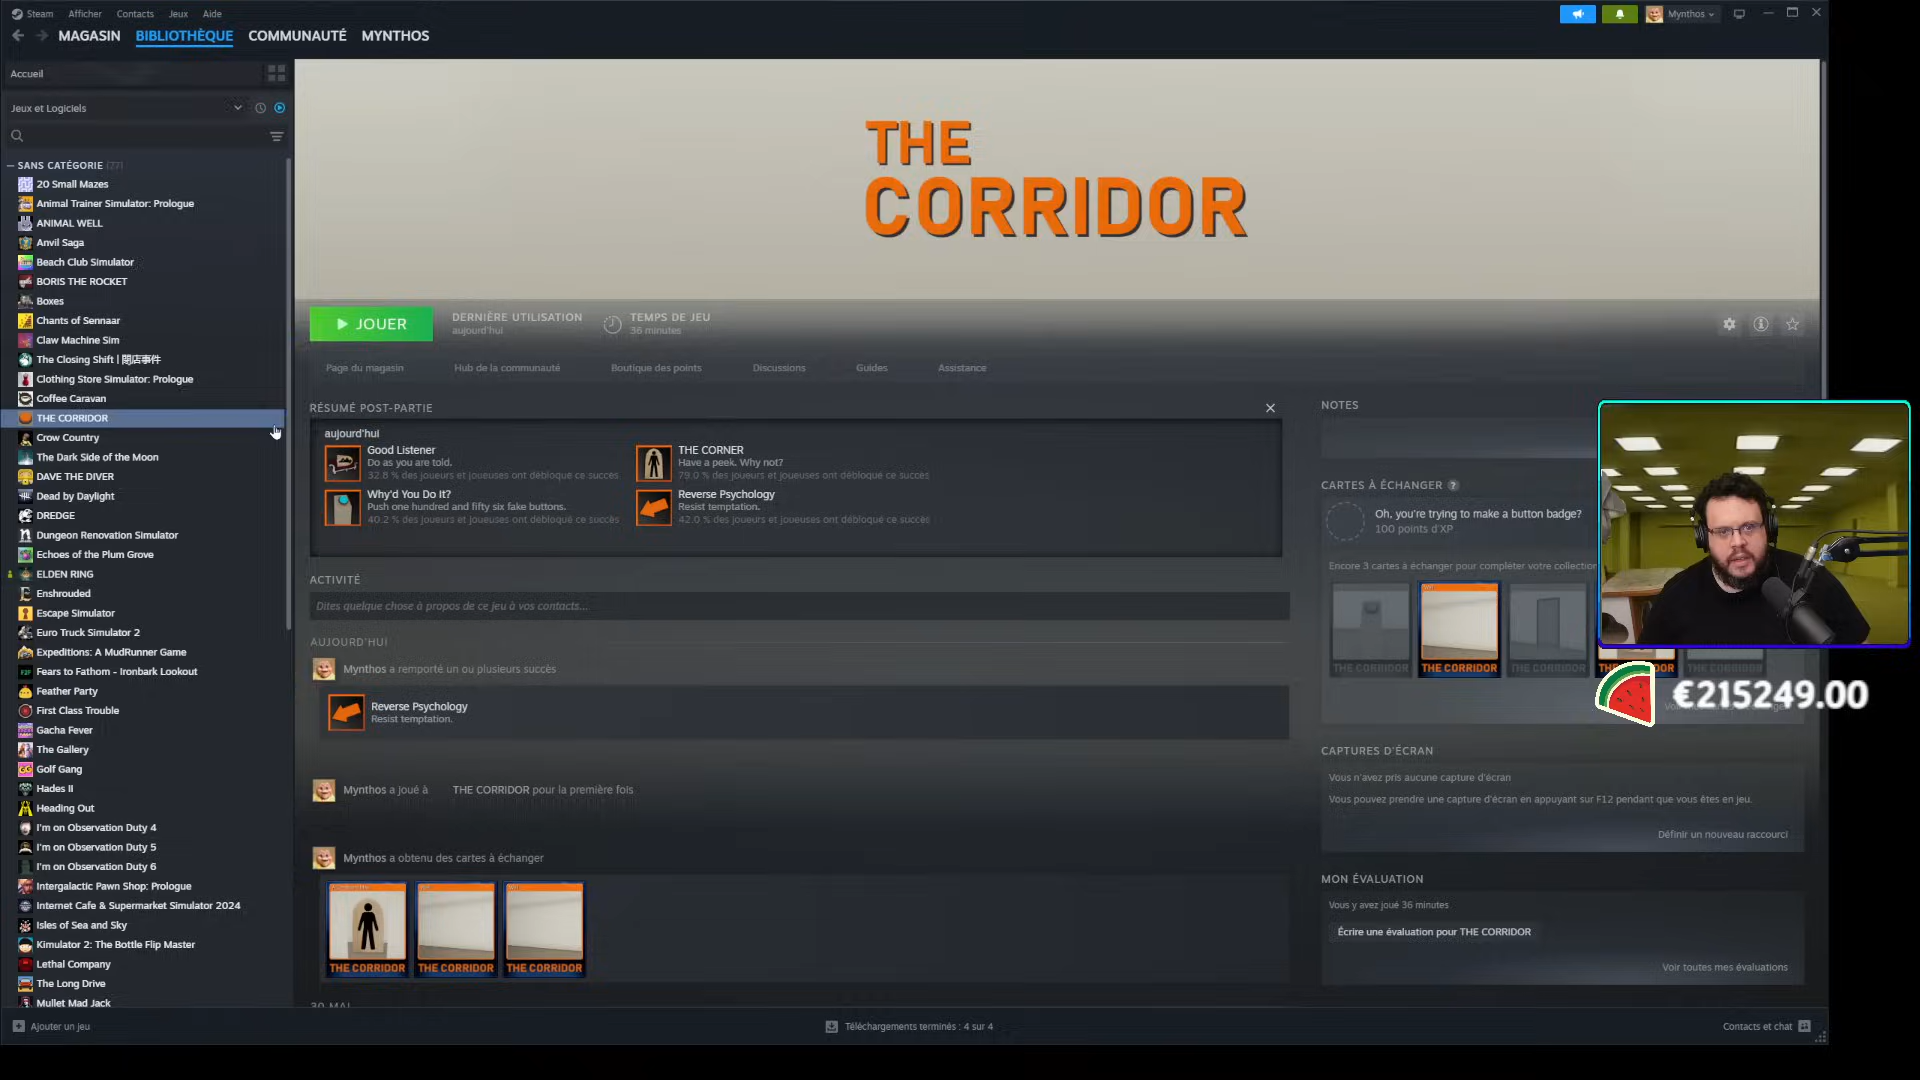 Steam Afficher Contacts Jeux Aide
Mynthos
MAGASIN BIBLIOTHÈQUE COMMUNAUTÉ MYNTHOS
Accueil
Jeux et Logiciels
SANS CATÉGORIE (77)
20 Small Mazes
Animal Trainer Simulator: Prologue
ANIMAL WELL
Anvil Saga
Beach Club Simulator
BORIS THE ROCKET
Boxes
Chants of Sennaar
Claw Machine Sim
The Closing Shift | 閉店事件
Clothing Store Simulator: Prologue
Coffee Caravan
THE CORRIDOR
Crow Country
The Dark Side of the Moon
DAVE THE DIVER
Dead by Daylight
DREDGE
Dungeon Renovation Simulator
Echoes of the Plum Grove
ELDEN RING
Enshrouded
Escape Simulator
Euro Truck Simulator 2
Expeditions: A MudRunner Game
Fears to Fathom - Ironbark Lookout
Feather Party
First Class Trouble
Gacha Fever
The Gallery
Golf Gang
Hades II
Heading Out
I'm on Observation Duty 4
I'm on Observation Duty 5
I'm on Observation Duty 6
Intergalactic Pawn Shop: Prologue
Internet Cafe & Supermarket Simulator 2024
Isles of Sea and Sky
Kimulator 2: The Bottle Flip Master
Lethal Company
The Long Drive
Mullet Mad Jack
Ajouter un jeu
THE
CORRIDOR
JOUER
DERNIÈRE UTILISATION
aujourd'hui
TEMPS DE JEU
36 minutes
Page du magasin Hub de la communauté Boutique des points Discussions Guides Assistance
RÉSUMÉ POST-PARTIE
aujourd'hui
Good Listener
Do as you are told.
32.8 % des joueurs et joueuses ont débloqué ce succès
THE CORNER
Have a peek. Why not?
79.0 % des joueurs et joueuses ont débloqué ce succès
Why'd You Do It?
Push one hundred and fifty six fake buttons.
40.2 % des joueurs et joueuses ont débloqué ce succès
Reverse Psychology
Resist temptation.
42.0 % des joueurs et joueuses ont débloqué ce succès
ACTIVITÉ
Dites quelque chose à propos de ce jeu à vos contacts...
AUJOURD'HUI
Mynthos a remporté un ou plusieurs succès
Reverse Psychology
Resist temptation.
Mynthos a joué à THE CORRIDOR pour la première fois
Mynthos a obtenu des cartes à échanger
THE CORRIDOR THE CORRIDOR THE CORRIDOR
30 MAI
Téléchargements terminés : 4 sur 4
NOTES
CARTES À ÉCHANGER ?
Oh, you're trying to make a button badge?
100 points d'XP
Encore 3 cartes à échanger pour compléter votre collection
THE CORRIDOR THE CORRIDOR THE CORRIDOR THE CORRIDOR THE CORRIDOR
€215249.00
CAPTURES D'ÉCRAN
Vous n'avez pris aucune capture d'écran
Vous pouvez prendre une capture d'écran en appuyant sur F12 pendant que vous êtes en jeu.
Définir un nouveau raccourci
MON ÉVALUATION
Vous y avez joué 36 minutes
Écrire une évaluation pour THE CORRIDOR
Voir toutes mes évaluations
Contacts et chat